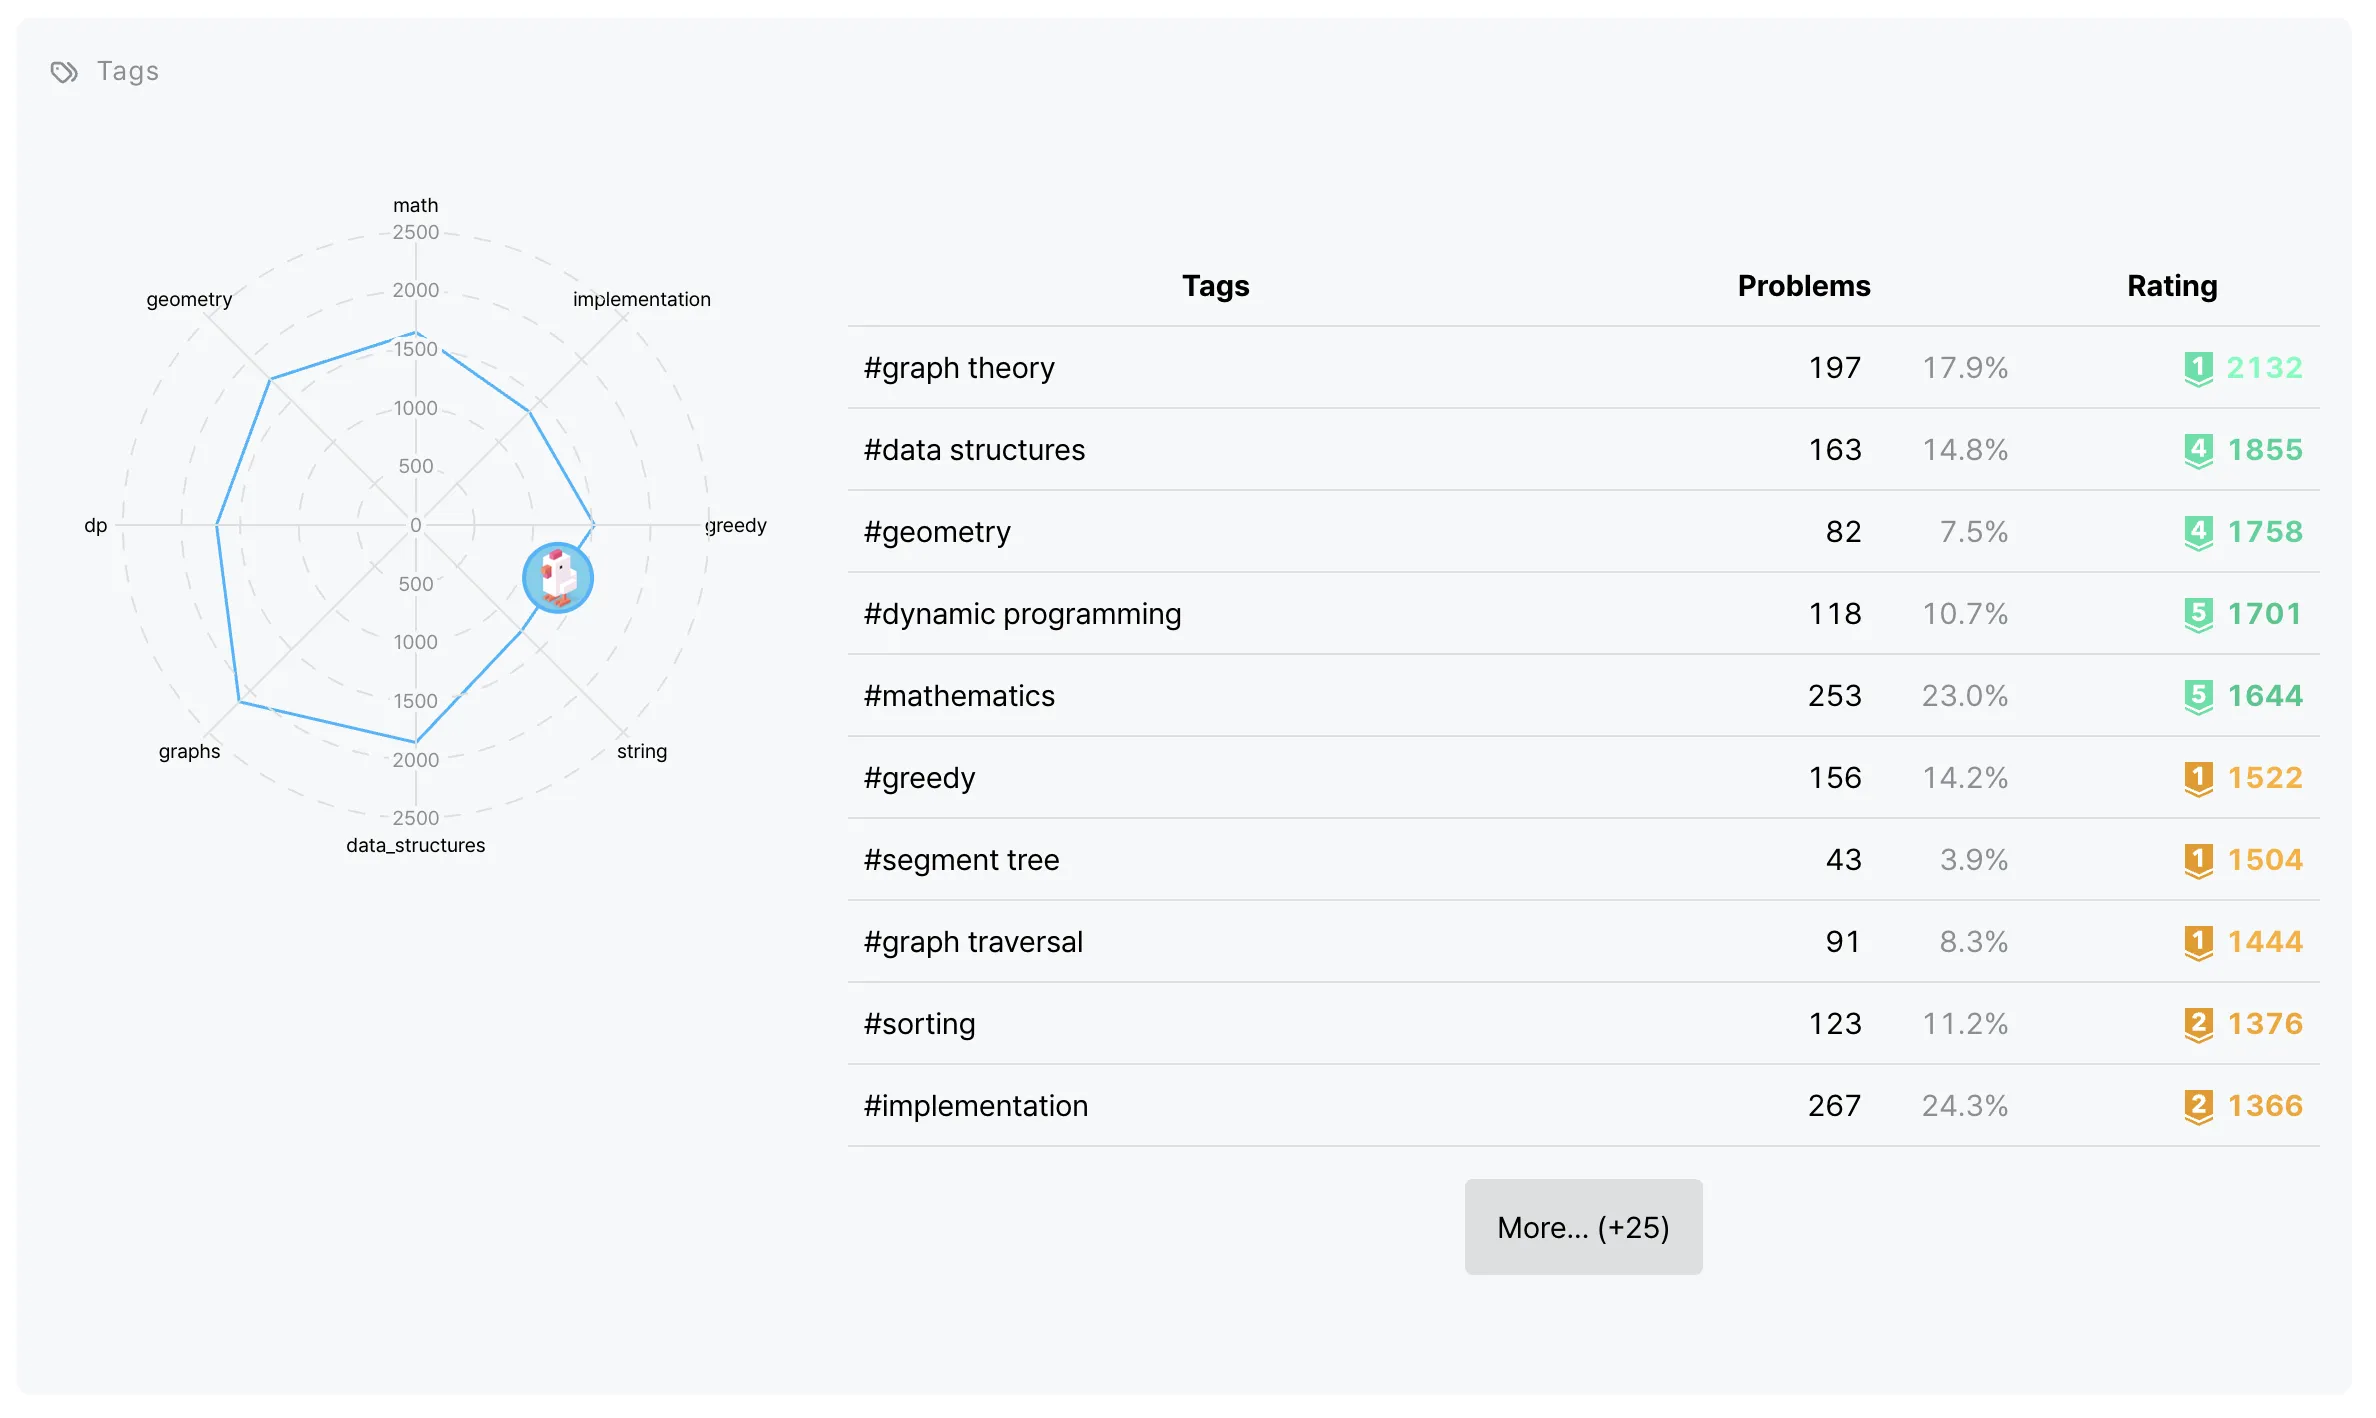 Tags
math
2500
geometry
2000
implementation
1500
1000
500
dp
0
greedy
500
1000
1500
graphs
string
2000
2500
data_structures
Tags Problems Rating
#graph theory 197 17.9% 1 2132
#data structures 163 14.8% 4 1855
#geometry 82 7.5% 4 1758
#dynamic programming 118 10.7% 5 1701
#mathematics 253 23.0% 5 1644
#greedy 156 14.2% 1 1522
#segment tree 43 3.9% 1 1504
#graph traversal 91 8.3% 1 1444
#sorting 123 11.2% 2 1376
#implementation 267 24.3% 2 1366
More... (+25)